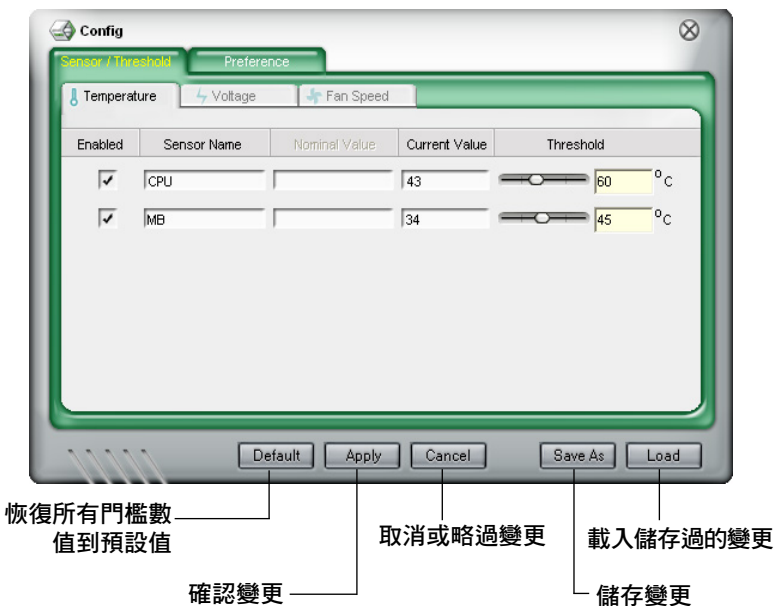 Config
Sensor / Threshold Preference
Temperature Voltage Fan Speed
Enabled Sensor Name Nominal Value Current Value Threshold
CPU 43 60 °C
MB 34 45 °C
Default Apply Cancel Save As Load
恢復所有門檻數
值到預設值
取消或略過變更
載入儲存過的變更
確認變更
儲存變更